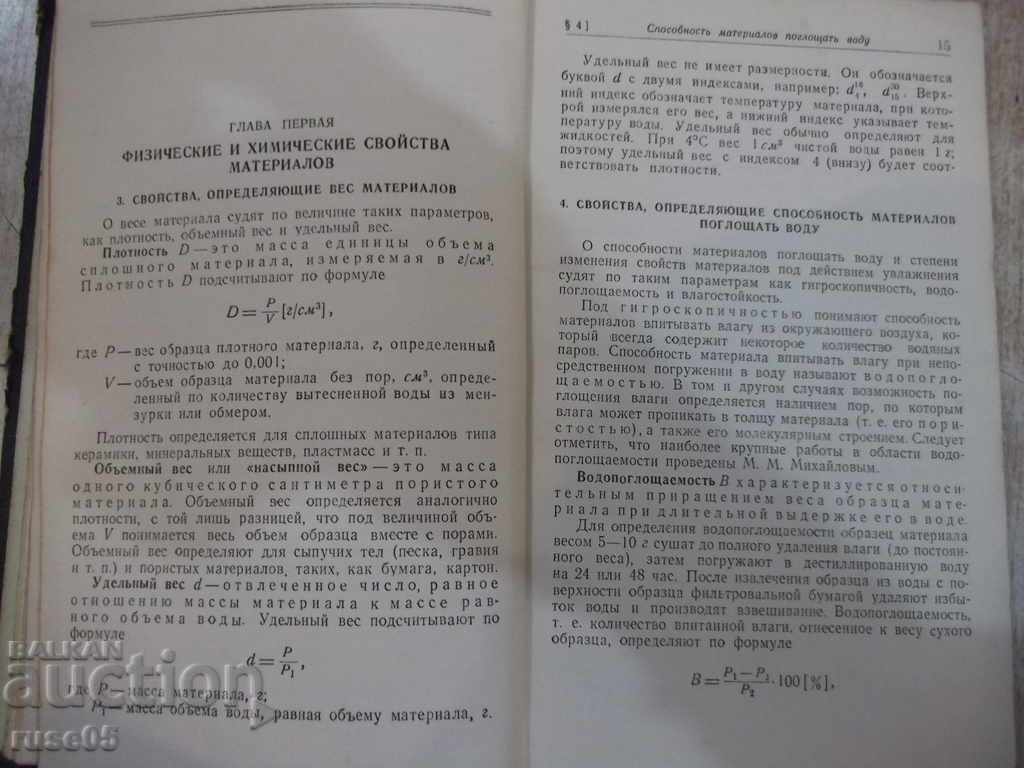 ГЛАВА ПЕРВАЯ
ФИЗИЧЕСКИЕ И ХИМИЧЕСКИЕ СВОЙСТВА
МАТЕРИАЛОВ
3. СВОЙСТВА, ОПРЕДЕЛЯЮЩИЕ ВЕС МАТЕРИАЛОВ
О весе материала судят по величине таких параметров,
как плотность, объемный вес и удельный вес.
Плотность D—это масса единицы объема
сплошного материала, измеряемая в г/см³.
Плотность D подсчитывают по формуле
D = P/V [г/см³],
где P—вес образца плотного материала, г, определенный
с точностью до 0,001;
V—объем образца материала без пор, см³, опреде-
ленный по количеству вытесненной воды из мен-
зурки или обмером.
Плотность определяется для сплошных материалов типа
керамики, минеральных веществ, пластмасс и т. п.
Объемный вес или «насыпной вес»—это масса
одного кубического сантиметра пористого
материала. Объемный вес определяется аналогично
плотности, с той лишь разницей, что под величиной объ-
ема V понимается весь объем образца вместе с порами.
Объемный вес определяют для сыпучих тел (песка, гравия
и т. п.) и пористых материалов, таких, как бумага, картон.
Удельный вес d—отвлеченное число, равное
отношению массы материала к массе рав-
ного объема воды. Удельный вес подсчитывают по
формуле
d = P/P₁,
где P—масса материала, г;
P₁—масса объема воды, равная объему материала, г.
§ 4]
Способность материалов поглощать воду
15
Удельный вес не имеет размерности. Он обозначается
буквой d с двумя индексами, например: d₄¹⁶, d₁₅²⁰. Верх-
ний индекс обозначает температуру материала, при кото-
рой измерялся его вес, а нижний индекс указывает тем-
пературу воды. Удельный вес обычно определяют для
жидкостей. При 4°С вес 1 см³ чистой воды равен 1 г;
поэтому удельный вес с индексом 4 (внизу) будет соот-
ветствовать плотности.
4. СВОЙСТВА, ОПРЕДЕЛЯЮЩИЕ СПОСОБНОСТЬ МАТЕРИАЛОВ
ПОГЛОЩАТЬ ВОДУ
О способности материалов поглощать воду и степени
изменения свойств материалов под действием увлажнения
судят по таким параметрам как гигроскопичность, водо-
поглощаемость и влагостойкость.
Под гигроскопичностью понимают способность
материалов впитывать влагу из окружающего воздуха, ко-
торый всегда содержит некоторое количество водяных
паров. Способность материала впитывать влагу при непо-
средственном погружении в воду называют водопогло-
щаемостью. В том и другом случаях возможность по-
глощения влаги определяется наличием пор, по которым
влага может проникать в толщу материала (т. е. его пори-
стостью), а также его молекулярным строением. Следует
отметить, что наиболее крупные работы в области водо-
поглощаемости проведены М. М. Михайловым.
Водопоглощаемость B характеризуется относи-
тельным приращением веса образца мате-
риала при длительной выдержке его в воде.
Для определения водопоглощаемости образец материала
весом 5—10 г сушат до полного удаления влаги (до постоян-
ного веса), затем погружают в дестиллированную воду
на 24 или 48 час. После извлечения образца из воды с по-
верхности образца фильтровальной бумагой удаляют избы-
ток воды и производят взвешивание. Водопоглощаемость,
т. е. количество впитанной влаги, отнесенное к весу сухого
образца, определяют по формуле
B = (P₁ — P₂)/P₂ · 100 [%],
BALKAN
auction
ruse05